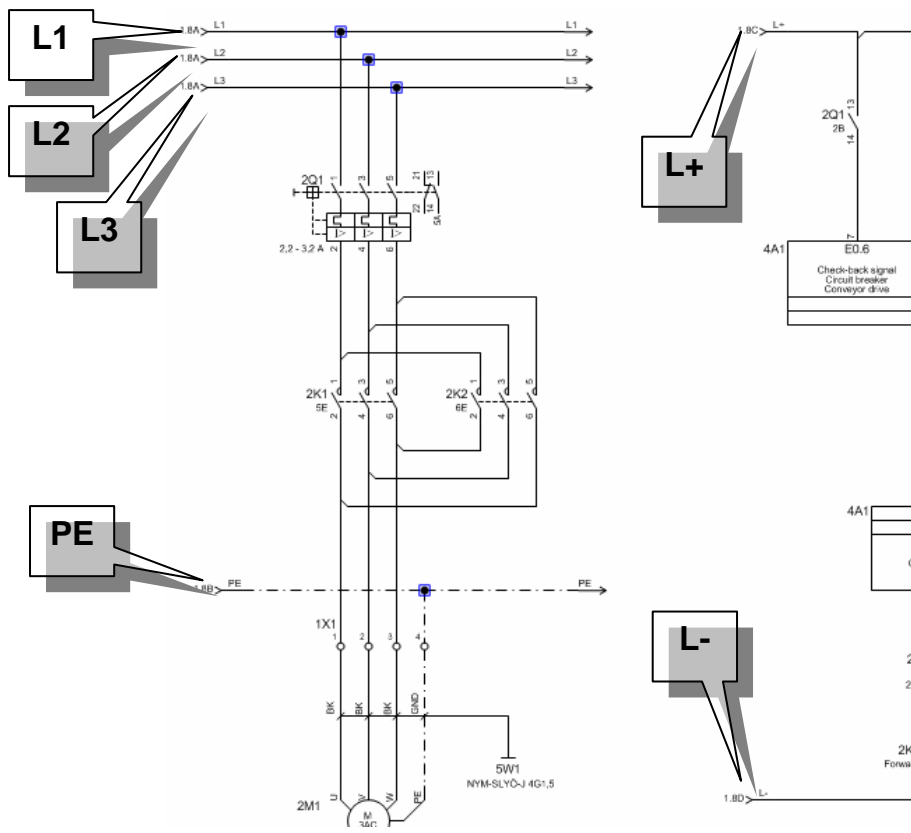 L1
L2
L3
1.8A L1 L1
1.8A L2 L2
1.8A L3 L3
L+
1.8C L+
2Q1
2B
13
14
7
4A1
E0.6
Check-back signal
Circuit breaker
Conveyor drive
2Q1
1 3 5
21 13
22 14
5A
I> I> I>
2,2 - 3,2 A
2 4 6
2K1
5E
1 3 5
2 4 6
2K2
6E
1 3 5
2 4 6
PE
1.8B PE PE
4A1
1X1
1 2 3 4
BK BK BK GND
5W1
NYM-SLYÖ-J 4G1,5
2M1
U V W PE
M
3AC
L-
1.8D L-
2K
Forwa